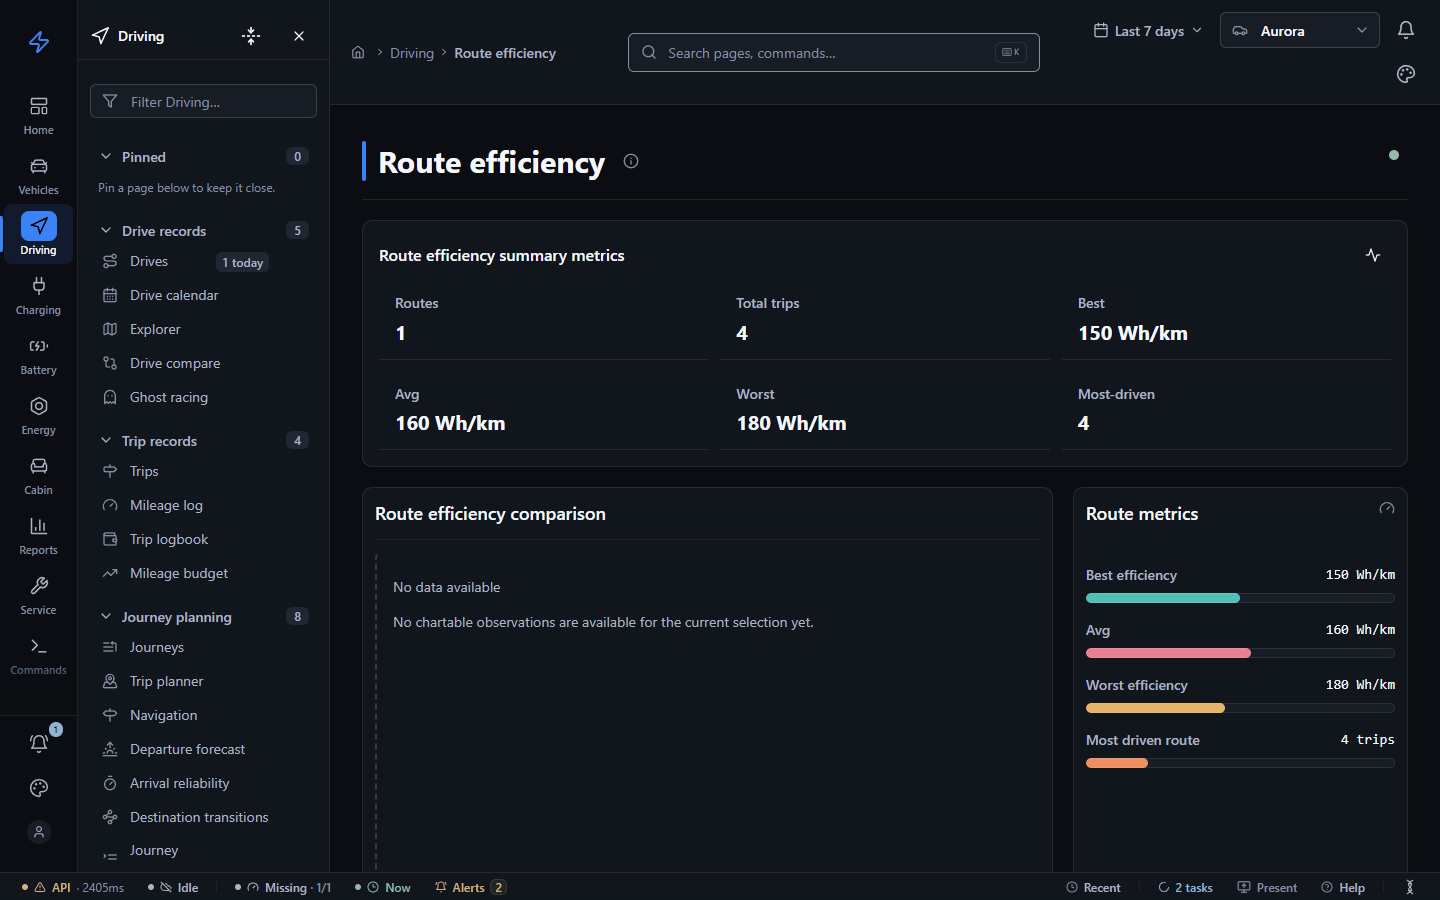 Home
Vehicles
Driving
Charging
Battery
Energy
Cabin
Reports
Service
Commands
1
Driving
Filter Driving...
Pinned 0
Pin a page below to keep it close.
Drive records 5
Drives 1 today
Drive calendar
Explorer
Drive compare
Ghost racing
Trip records 4
Trips
Mileage log
Trip logbook
Mileage budget
Journey planning 8
Journeys
Trip planner
Navigation
Departure forecast
Arrival reliability
Destination transitions
Journey
Driving Route efficiency
Search pages, commands... K
Last 7 days
Aurora
Route efficiency
Route efficiency summary metrics
Routes Total trips Best
1 4 150 Wh/km
Avg Worst Most-driven
160 Wh/km 180 Wh/km 4
Route efficiency comparison
No data available
No chartable observations are available for the current selection yet.
Route metrics
Best efficiency 150 Wh/km
Avg 160 Wh/km
Worst efficiency 180 Wh/km
Most driven route 4 trips
API · 2405ms Idle Missing · 1/1 Now Alerts 2 Recent 2 tasks Present Help